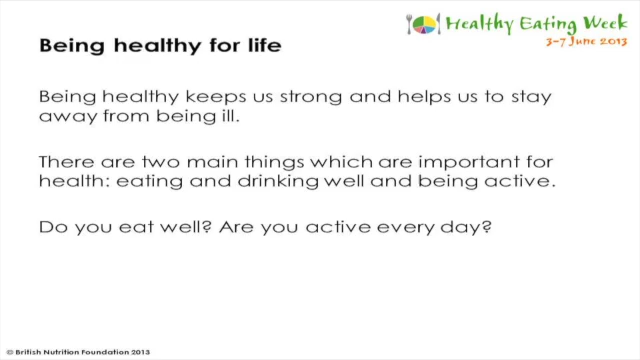 Healthy Eating Week
3-7 June 2013
Being healthy for life
Being healthy keeps us strong and helps us to stay
away from being ill.
There are two main things which are important for
health: eating and drinking well and being active.
Do you eat well? Are you active every day?
© British Nutrition Foundation 2013